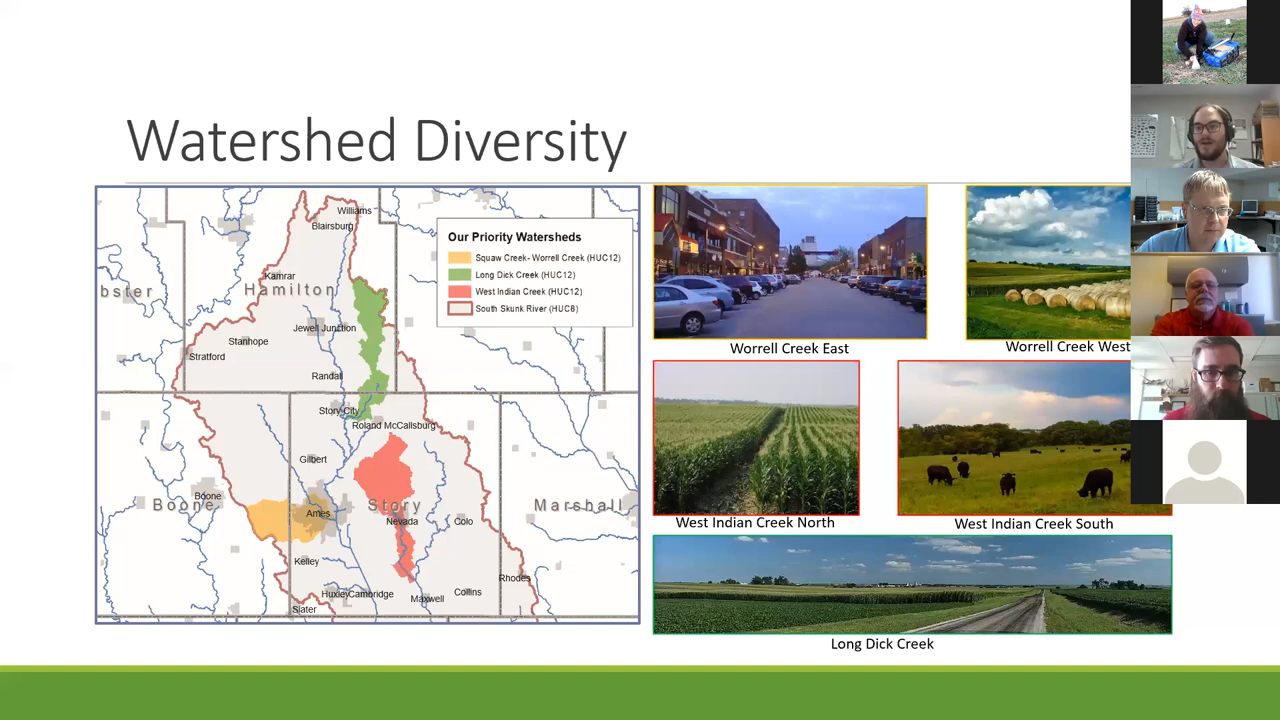 Watershed Diversity
Williams
Blairsburg
Kamrar
bster
Hamilton
Jewell Junction
Stanhope
Stratford
Randall
Story City
Roland McCallsburg
Gilbert
Boone
Boone
Ames
Story
Nevada
Colo
Marshall
Kelley
Rhodes
Huxley Cambridge
Maxwell
Collins
Slater
Our Priority Watersheds
Squaw Creek- Worrell Creek (HUC12)
Long Dick Creek (HUC12)
West Indian Creek (HUC12)
South Skunk River (HUC8)
Worrell Creek East
Worrell Creek West
West Indian Creek North
West Indian Creek South
Long Dick Creek